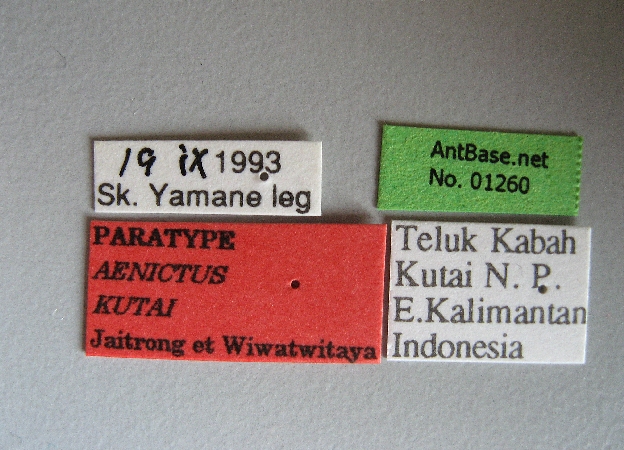 19 ix 1993
Sk. Yamane leg
AntBase.net
No. 01260
PARATYPE
AENICTUS
KUTAI
Jaitrong et Wiwatwitaya
Teluk Kabah
Kutai N. P.
E.Kalimantan
Indonesia